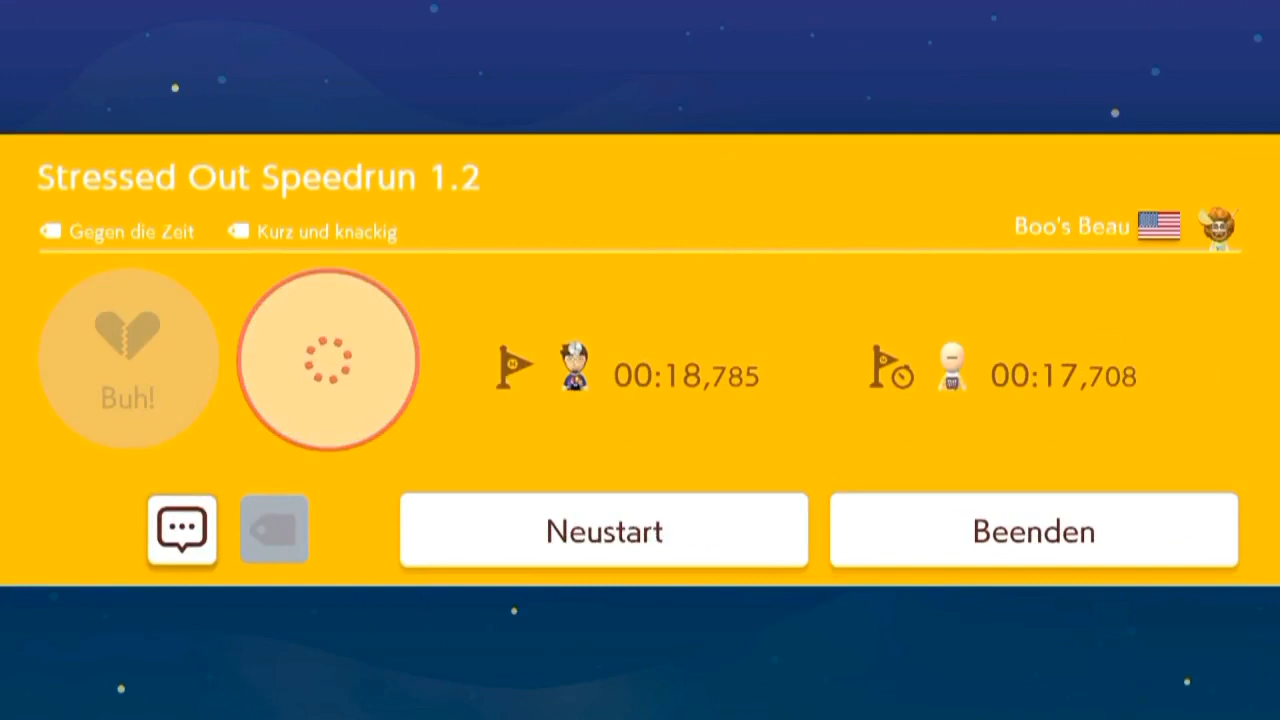 Stressed Out Speedrun 1.2
Gegen die Zeit
Kurz und knackig
Boo's Beau
Buh!
00:18,785
00:17,708
Neustart
Beenden